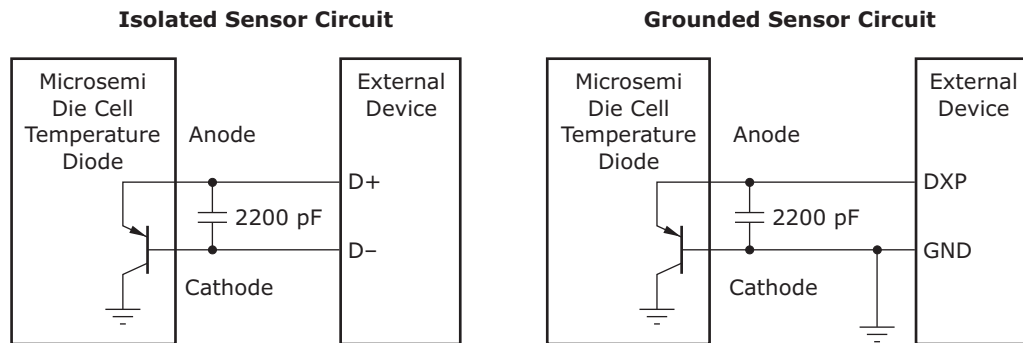 Isolated Sensor Circuit
Microsemi
Die Cell
Temperature
Diode
Anode
External
Device
D+
2200 pF
D−
Cathode
Grounded Sensor Circuit
Microsemi
Die Cell
Temperature
Diode
Anode
External
Device
DXP
2200 pF
GND
Cathode